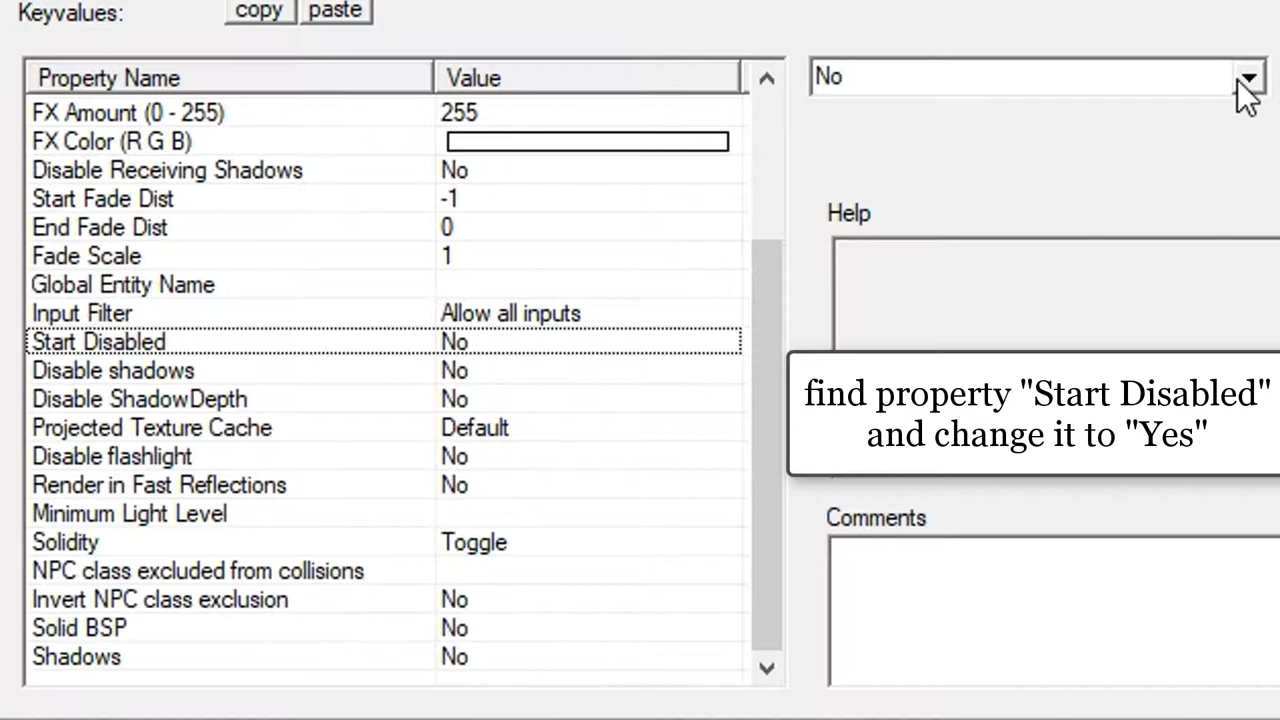 Keyvalues: copy paste
Property Name Value
No
FX Amount (0 - 255) 255
FX Color (R G B)
Disable Receiving Shadows No
Start Fade Dist -1
End Fade Dist 0
Fade Scale 1
Global Entity Name
Input Filter Allow all inputs
Start Disabled No
Disable shadows No
Disable ShadowDepth No
Projected Texture Cache Default
Disable flashlight No
Render in Fast Reflections No
Minimum Light Level
Solidity Toggle
NPC class excluded from collisions
Invert NPC class exclusion No
Solid BSP No
Shadows No
Help
find property "Start Disabled"
and change it to "Yes"
Comments